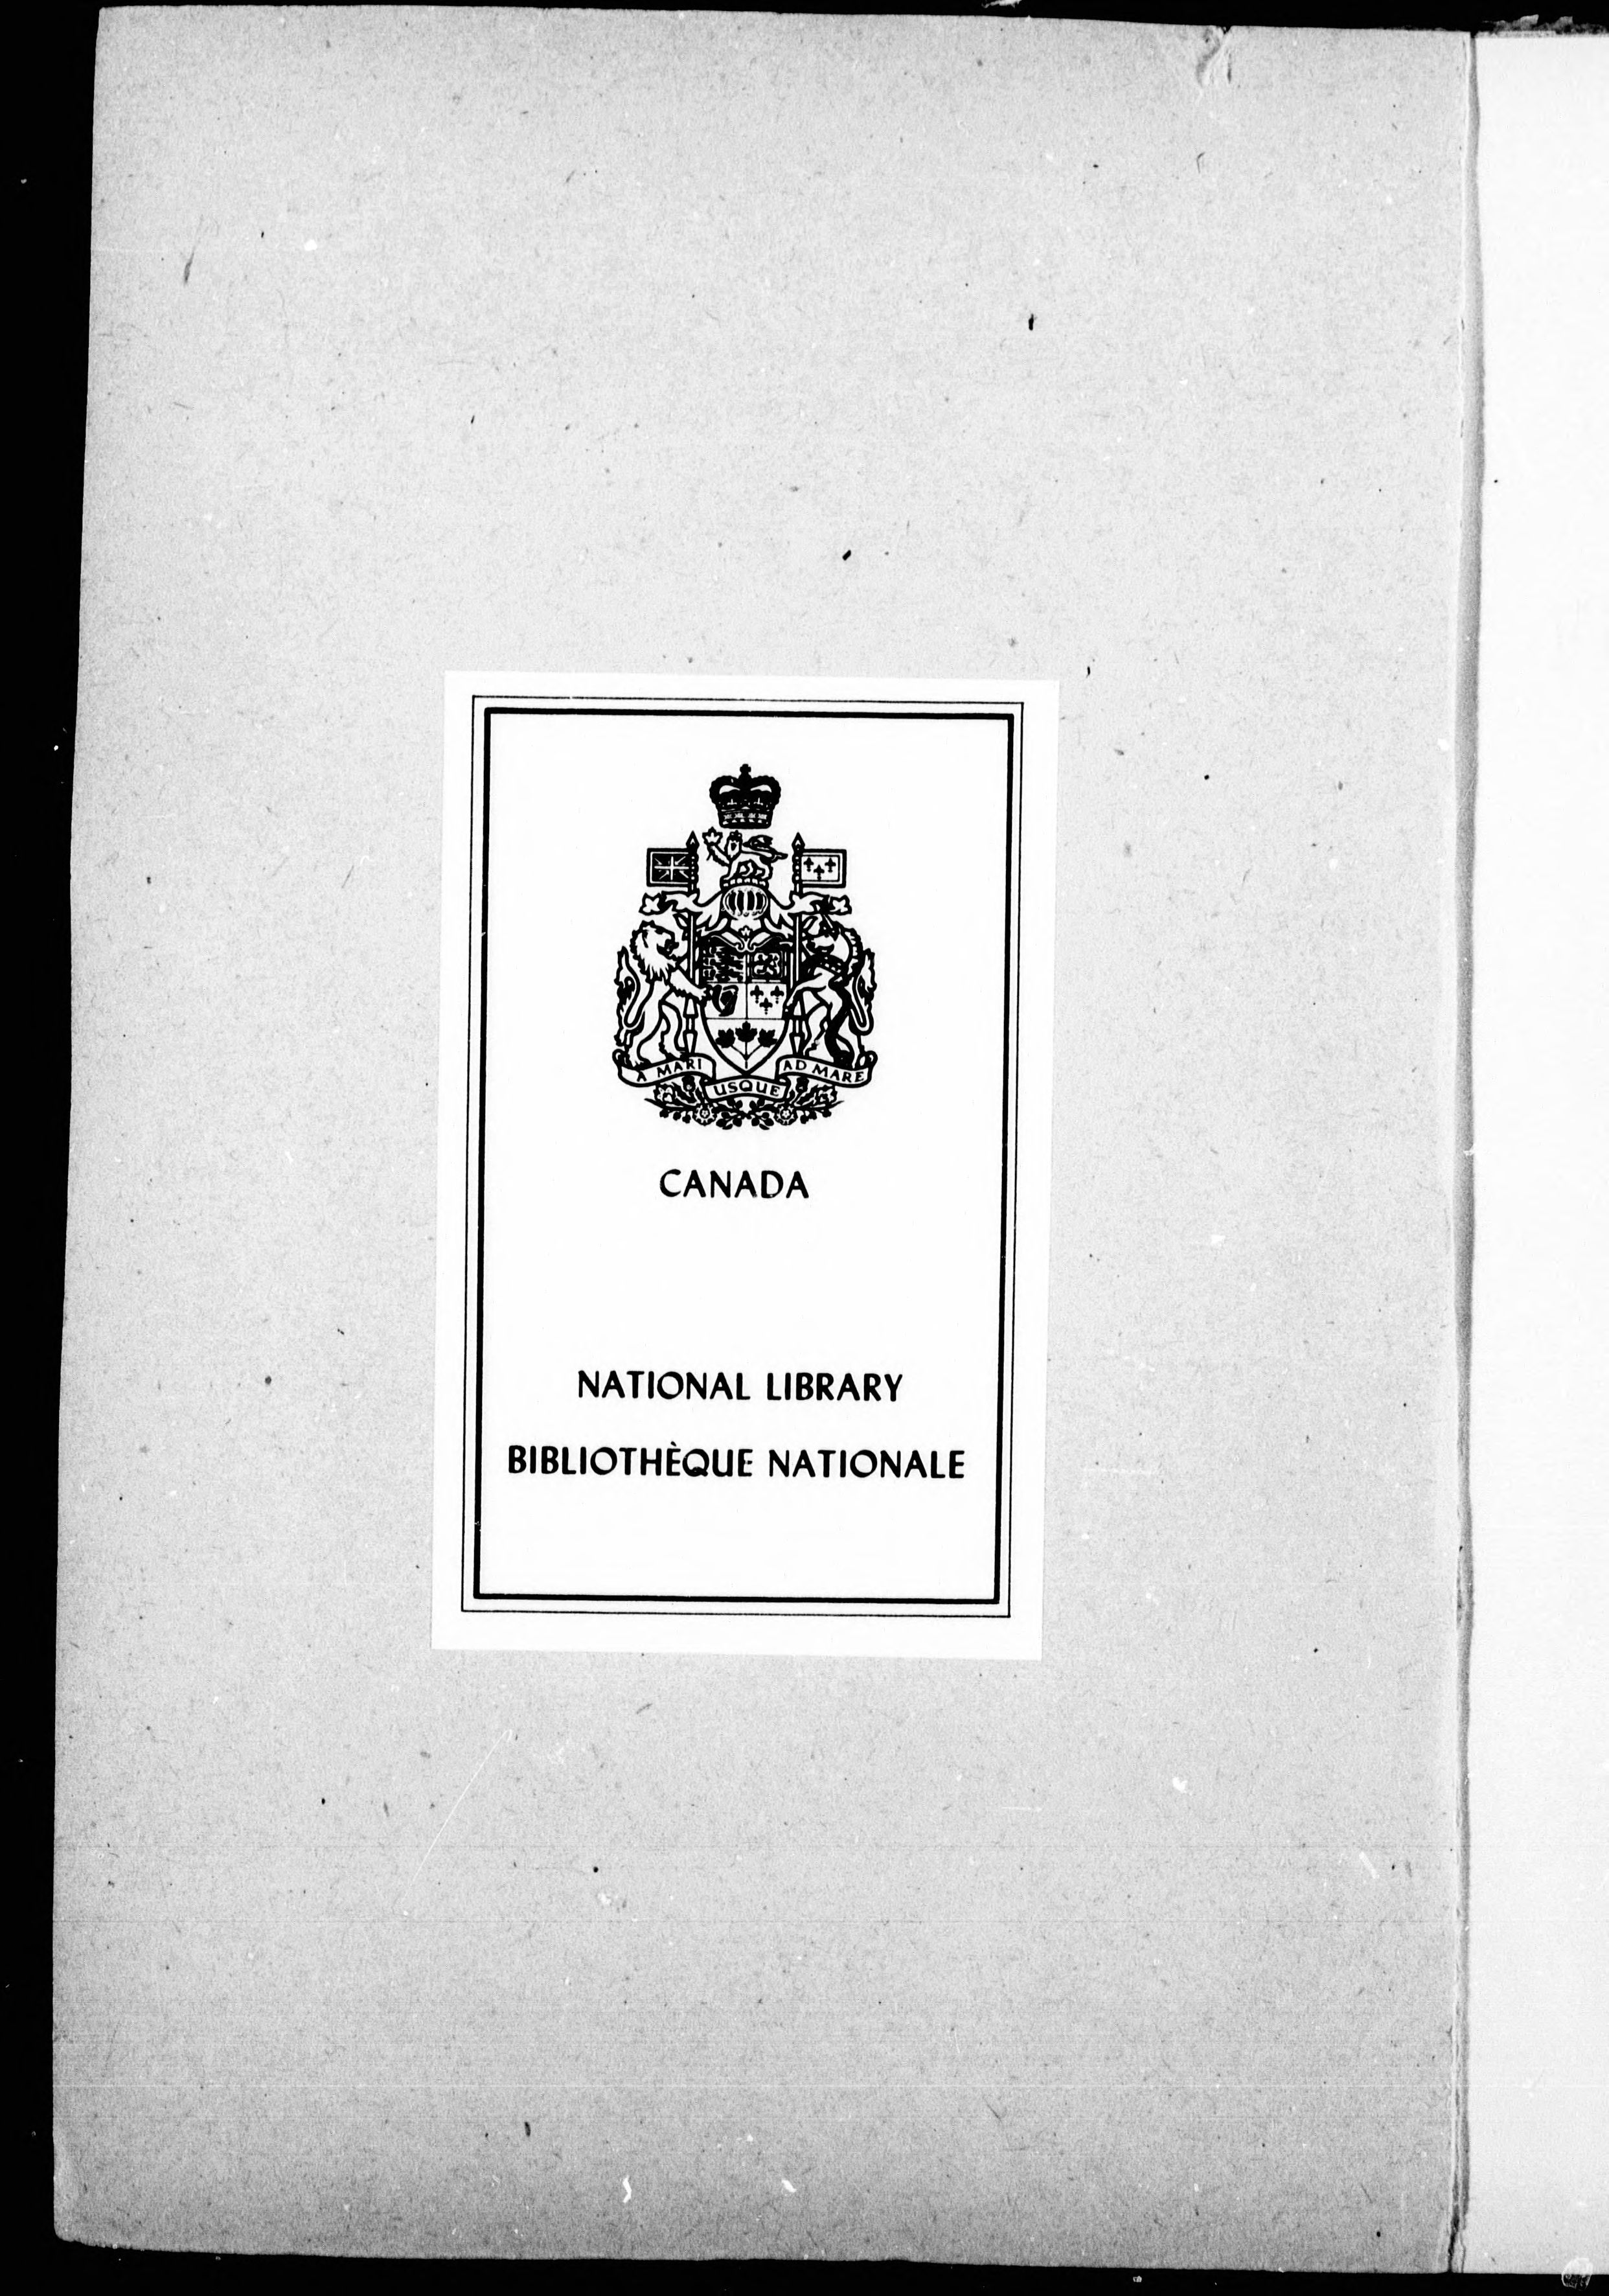 A MARI USQUE AD MARE
CANADA
NATIONAL LIBRARY
BIBLIOTHÈQUE NATIONALE